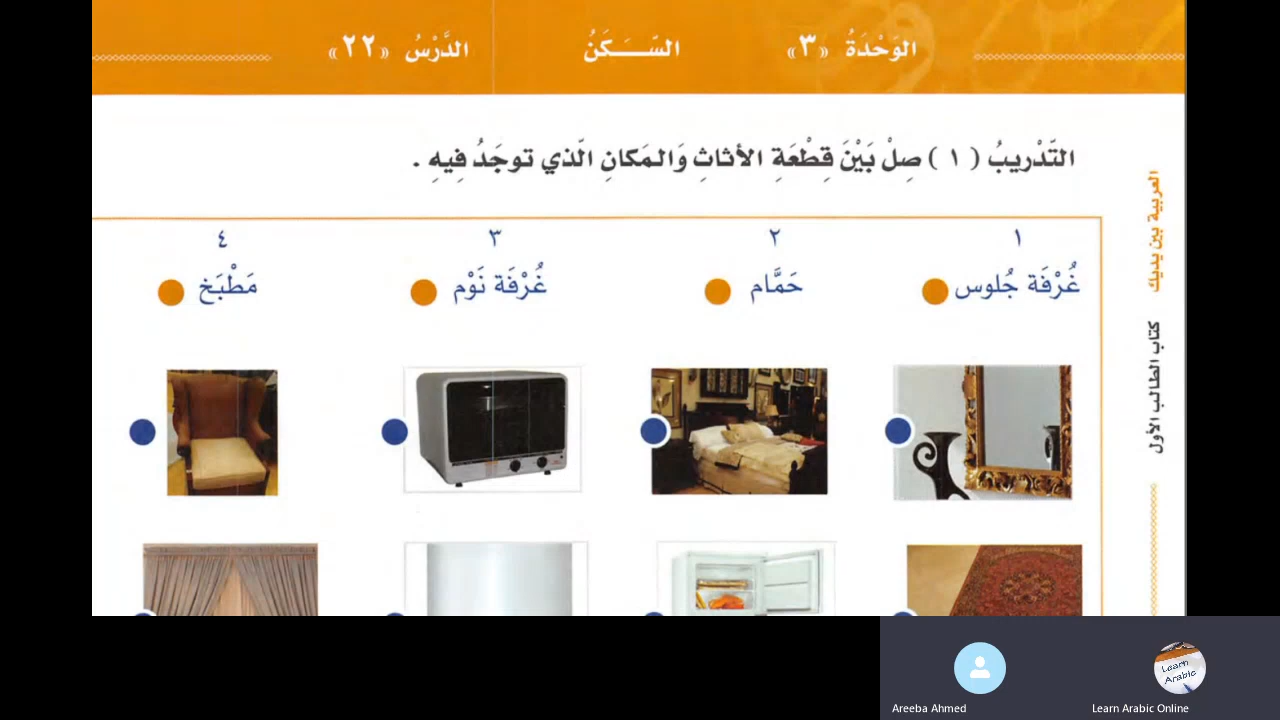 الوَحْدَةُ «٣» السّـــكَنُ الدَّرْسُ «٢٢»
التَّدْرِيبُ ( ١ ) صِلْ بَيْنَ قِطْعَةِ الأثاثِ وَالمَكانِ الّذي توجَدُ فِيهِ .
١ ٢ ٣ ٤
غُرْفَة جُلوس حَمَّام غُرْفَة نَوْم مَطْبَخ
العربية بين يديك
كتاب الطالب الأول
Learn Arabic
Areeba Ahmed
Learn Arabic Online